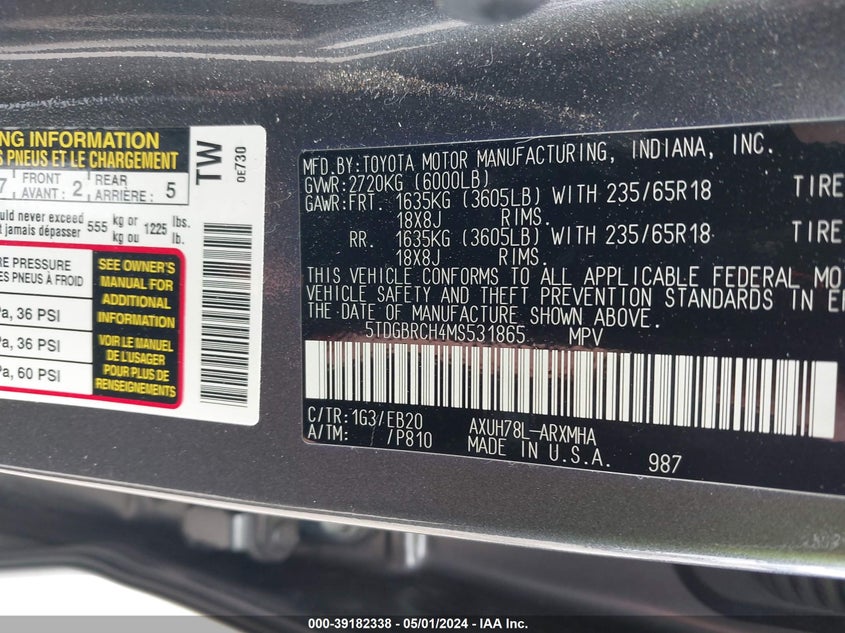 NG INFORMATION
S PNEUS ET LE CHARGEMENT
7 FRONT AVANT : 2 REAR ARRIÈRE : 5
uld never exceed 555 kg or 1225 lbs.
t jamais dépasser kg ou lb.
RE PRESSURE
ES PNEUS À FROID
Pa, 36 PSI
Pa, 36 PSI
Pa, 60 PSI
SEE OWNER'S
MANUAL FOR
ADDITIONAL
INFORMATION
VOIR LE MANUEL
DE L'USAGER
POUR PLUS DE
RENSEIGNEMENTS
TW
0E730
MFD.BY:TOYOTA MOTOR MANUFACTURING, INDIANA, INC.
GVWR:2720KG (6000LB)
GAWR:FRT. 1635KG (3605LB) WITH 235/65R18 TIRE
18X8J RIMS.
RR. 1635KG (3605LB) WITH 235/65R18 TIRE
18X8J RIMS.
THIS VEHICLE CONFORMS TO ALL APPLICABLE FEDERAL MO
VEHICLE SAFETY AND THEFT PREVENTION STANDARDS IN EF
THE DATE OF MANUFACTURE SHOWN ABOVE.
5TDGBRCH4MS531865 MPV
C/TR: 1G3/EB20 AXUH78L-ARXMHA
A/TM: /P810 MADE IN U.S.A. 987
000-39182338 - 05/01/2024 - IAA Inc.